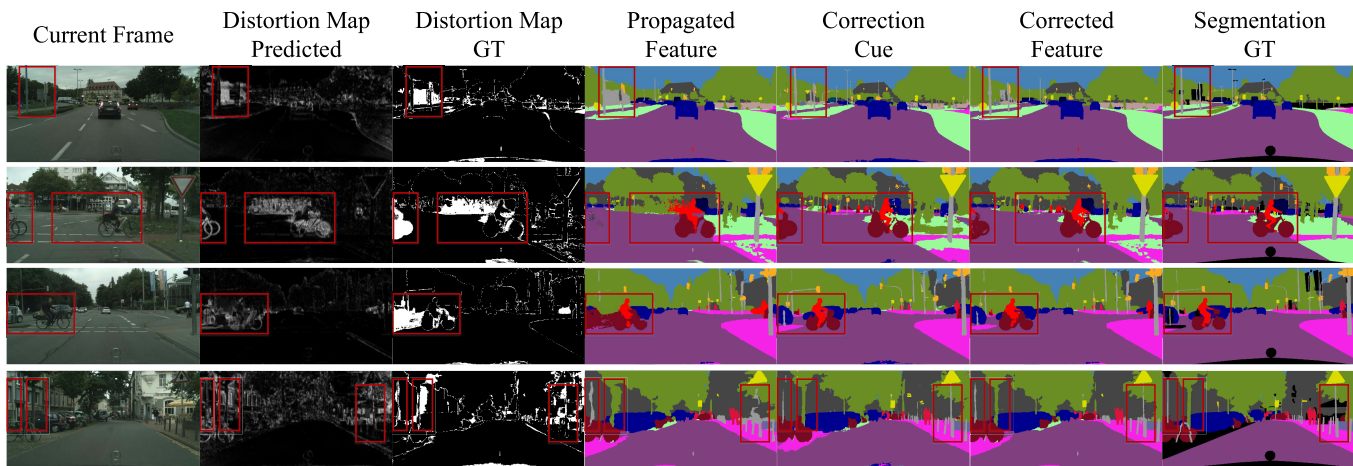 Current Frame
Distortion Map
Predicted
Distortion Map
GT
Propagated
Feature
Correction
Cue
Corrected
Feature
Segmentation
GT